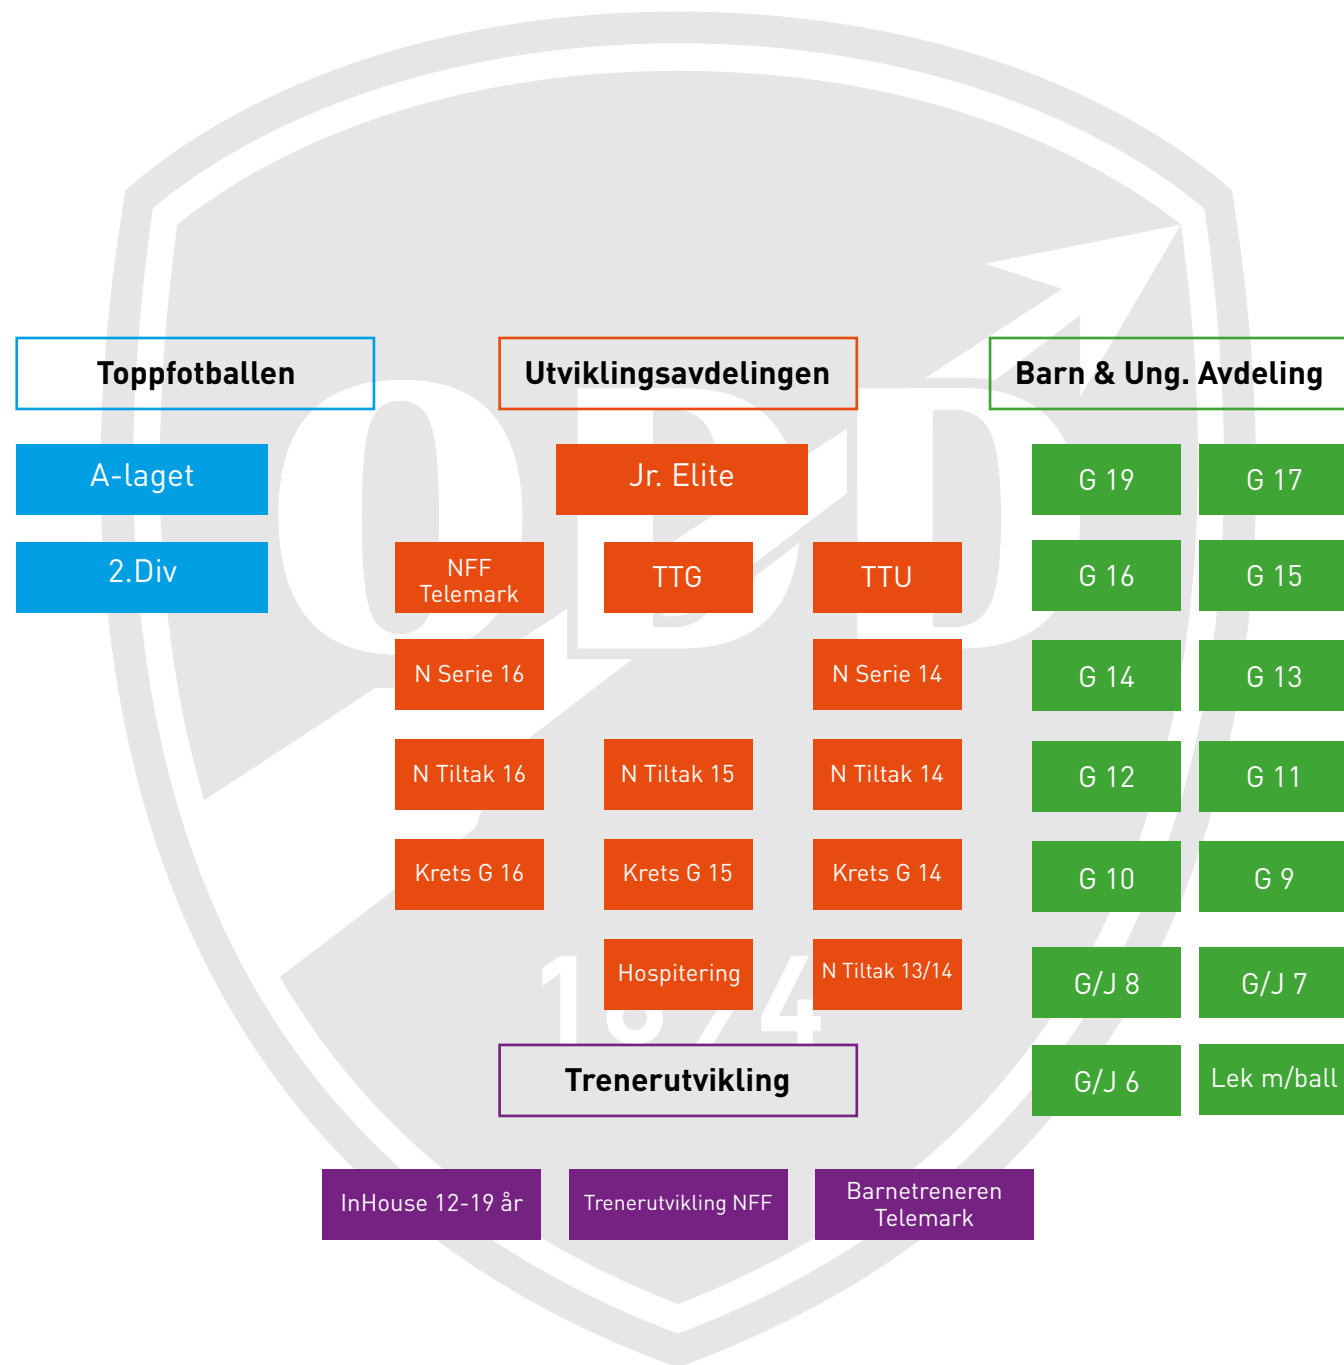 Toppfotballen
A-laget
2.Div
Utviklingsavdelingen
Jr. Elite
NFF
Telemark
TTG
TTU
N Serie 16
N Serie 14
N Tiltak 16
N Tiltak 15
N Tiltak 14
Krets G 16
Krets G 15
Krets G 14
Hospitering
N Tiltak 13/14
Barn & Ung. Avdeling
G 19
G 17
G 16
G 15
G 14
G 13
G 12
G 11
G 10
G 9
G/J 8
G/J 7
G/J 6
Lek m/ball
Trenerutvikling
InHouse 12-19 år
Trenerutvikling NFF
Barnetreneren
Telemark
ODD